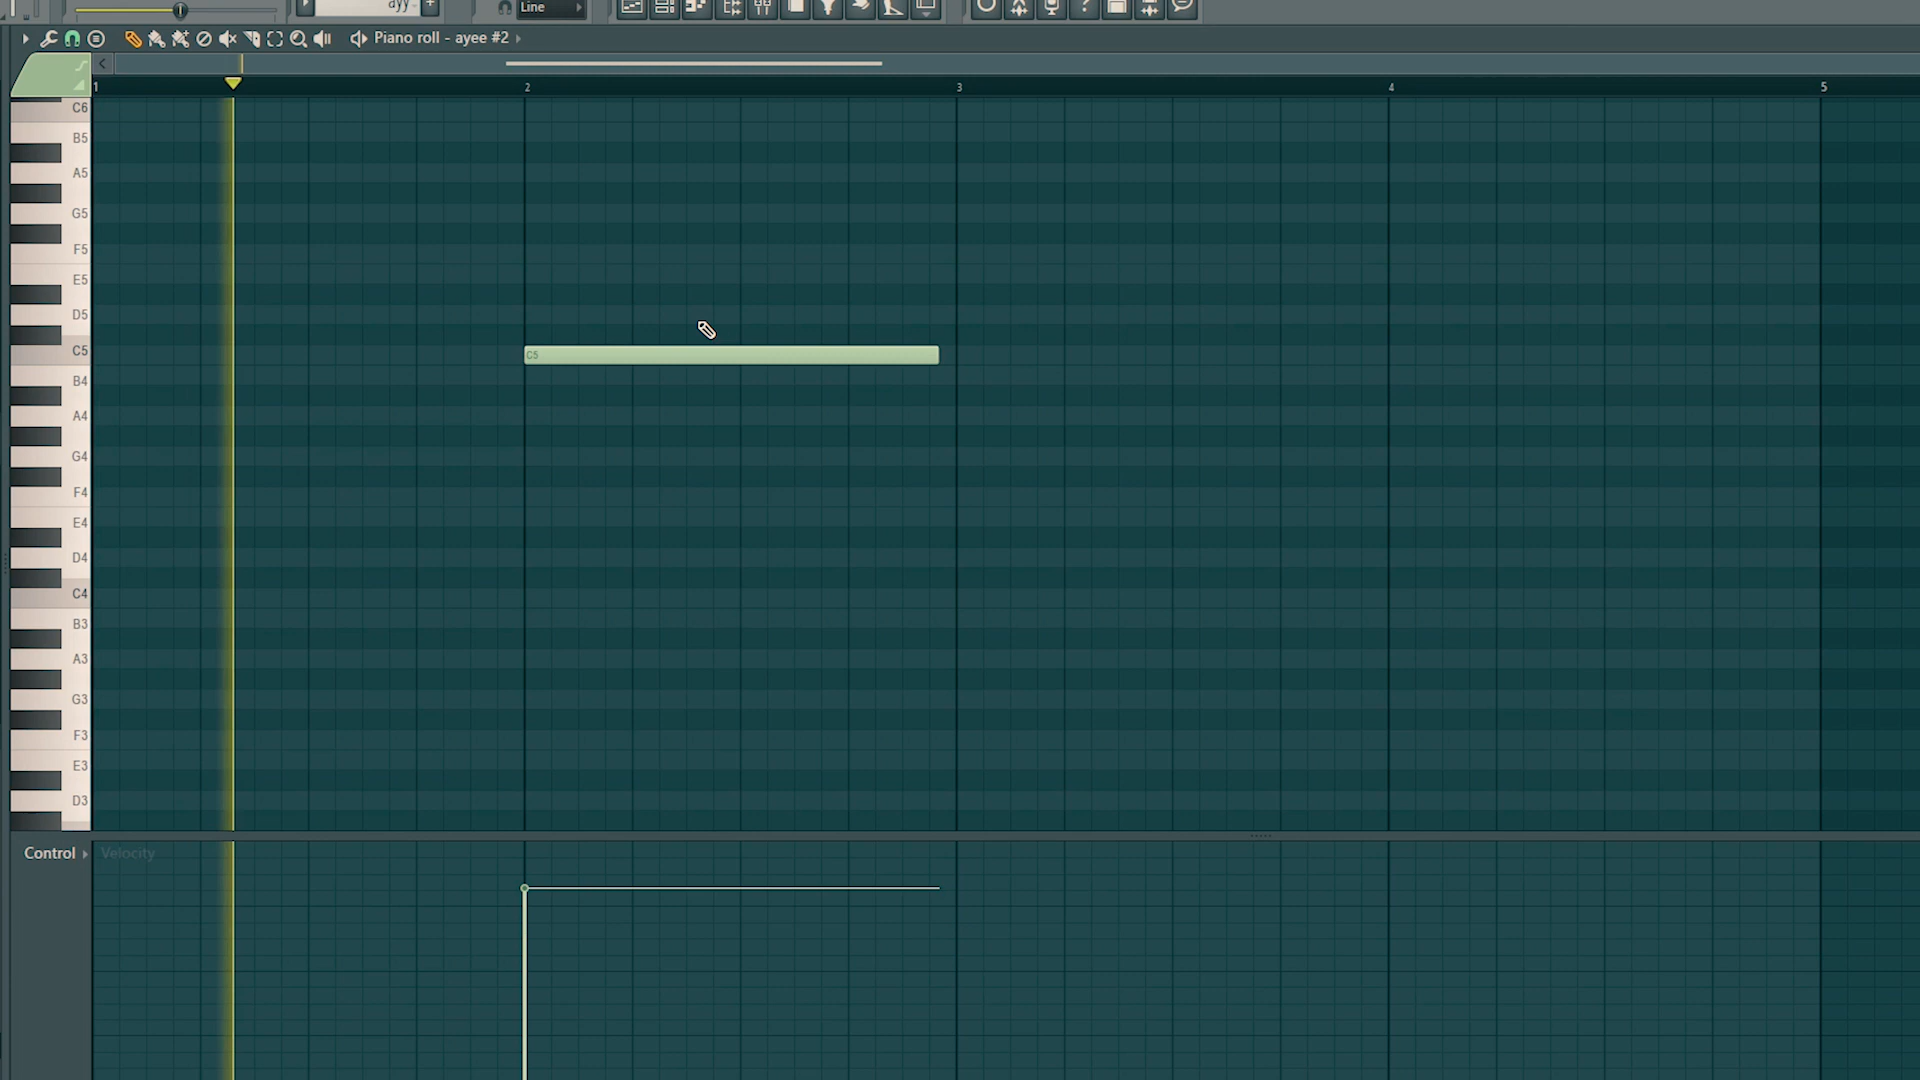 ayy
Line
Piano roll - ayee #2
1 2 3 4 5
C6
B5
A5
G5
F5
E5
D5
C5
C5
B4
A4
G4
F4
E4
D4
C4
B3
A3
G3
F3
E3
D3
Control
Velocity